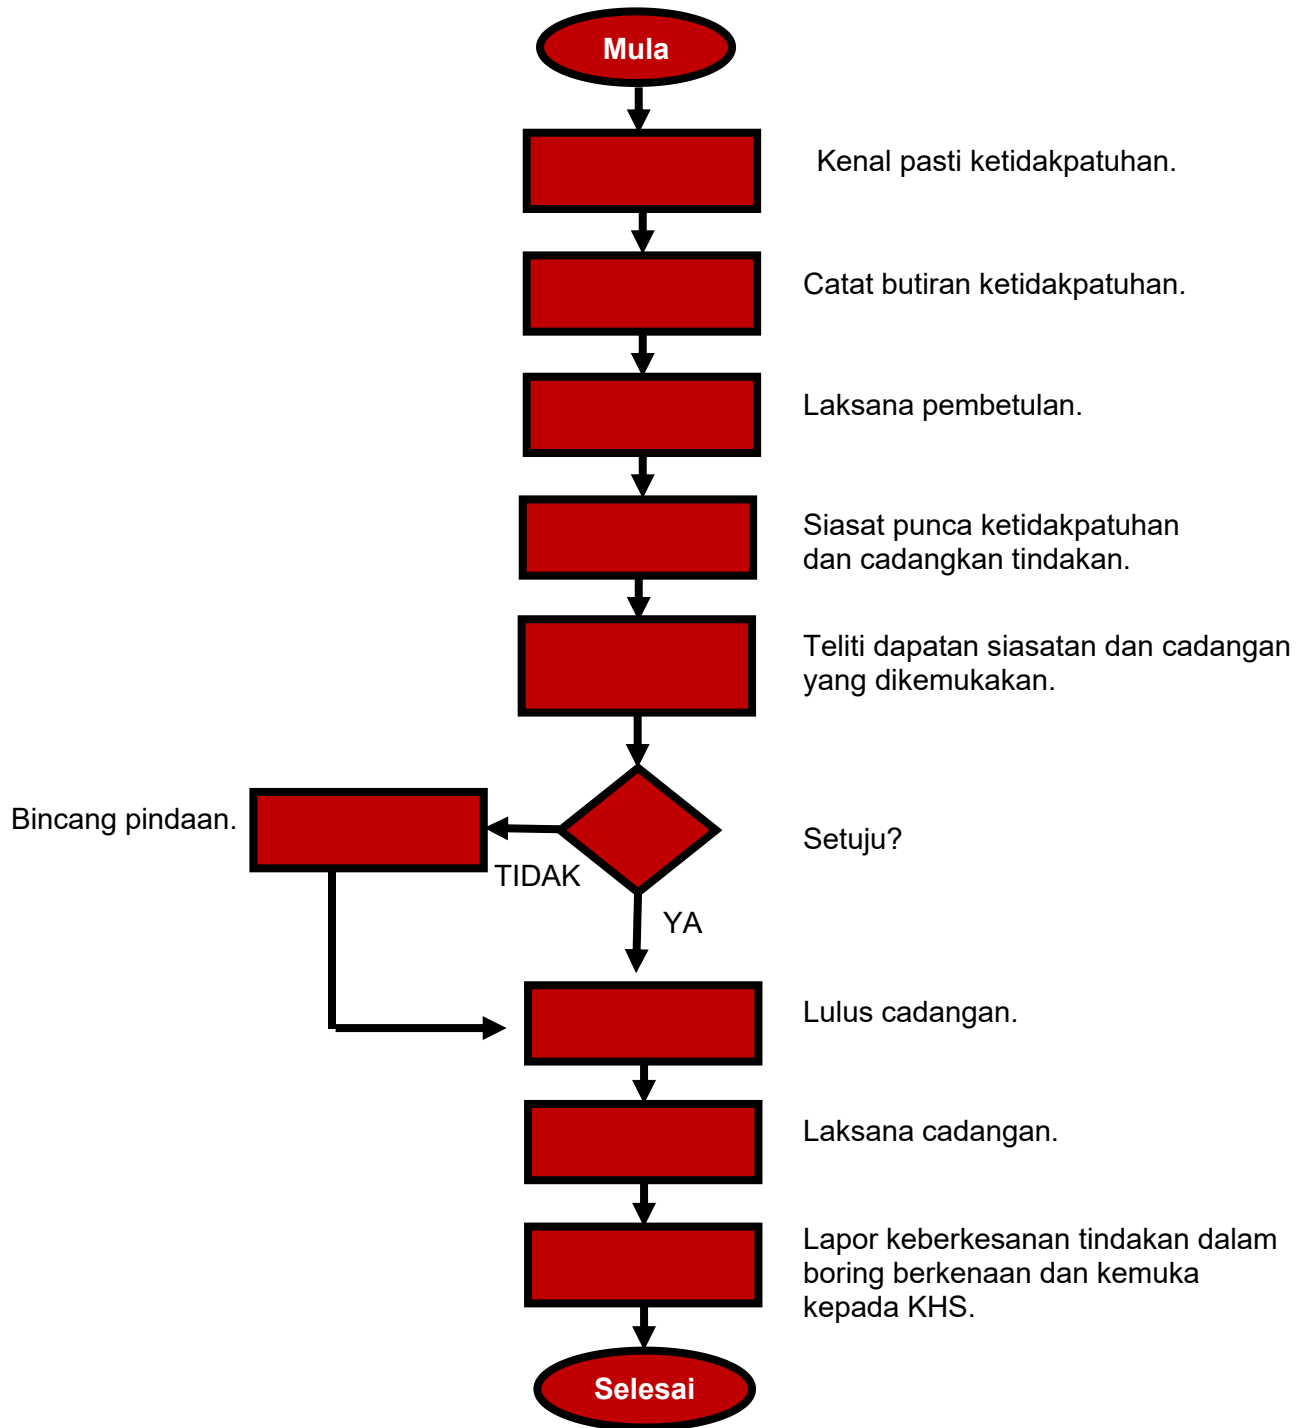 Mula
Kenal pasti ketidakpatuhan.
Catat butiran ketidakpatuhan.
Laksana pembetulan.
Siasat punca ketidakpatuhan
dan cadangkan tindakan.
Teliti dapatan siasatan dan cadangan
yang dikemukakan.
Bincang pindaan.
Setuju?
TIDAK
YA
Lulus cadangan.
Laksana cadangan.
Lapor keberkesanan tindakan dalam
boring berkenaan dan kemuka
kepada KHS.
Selesai